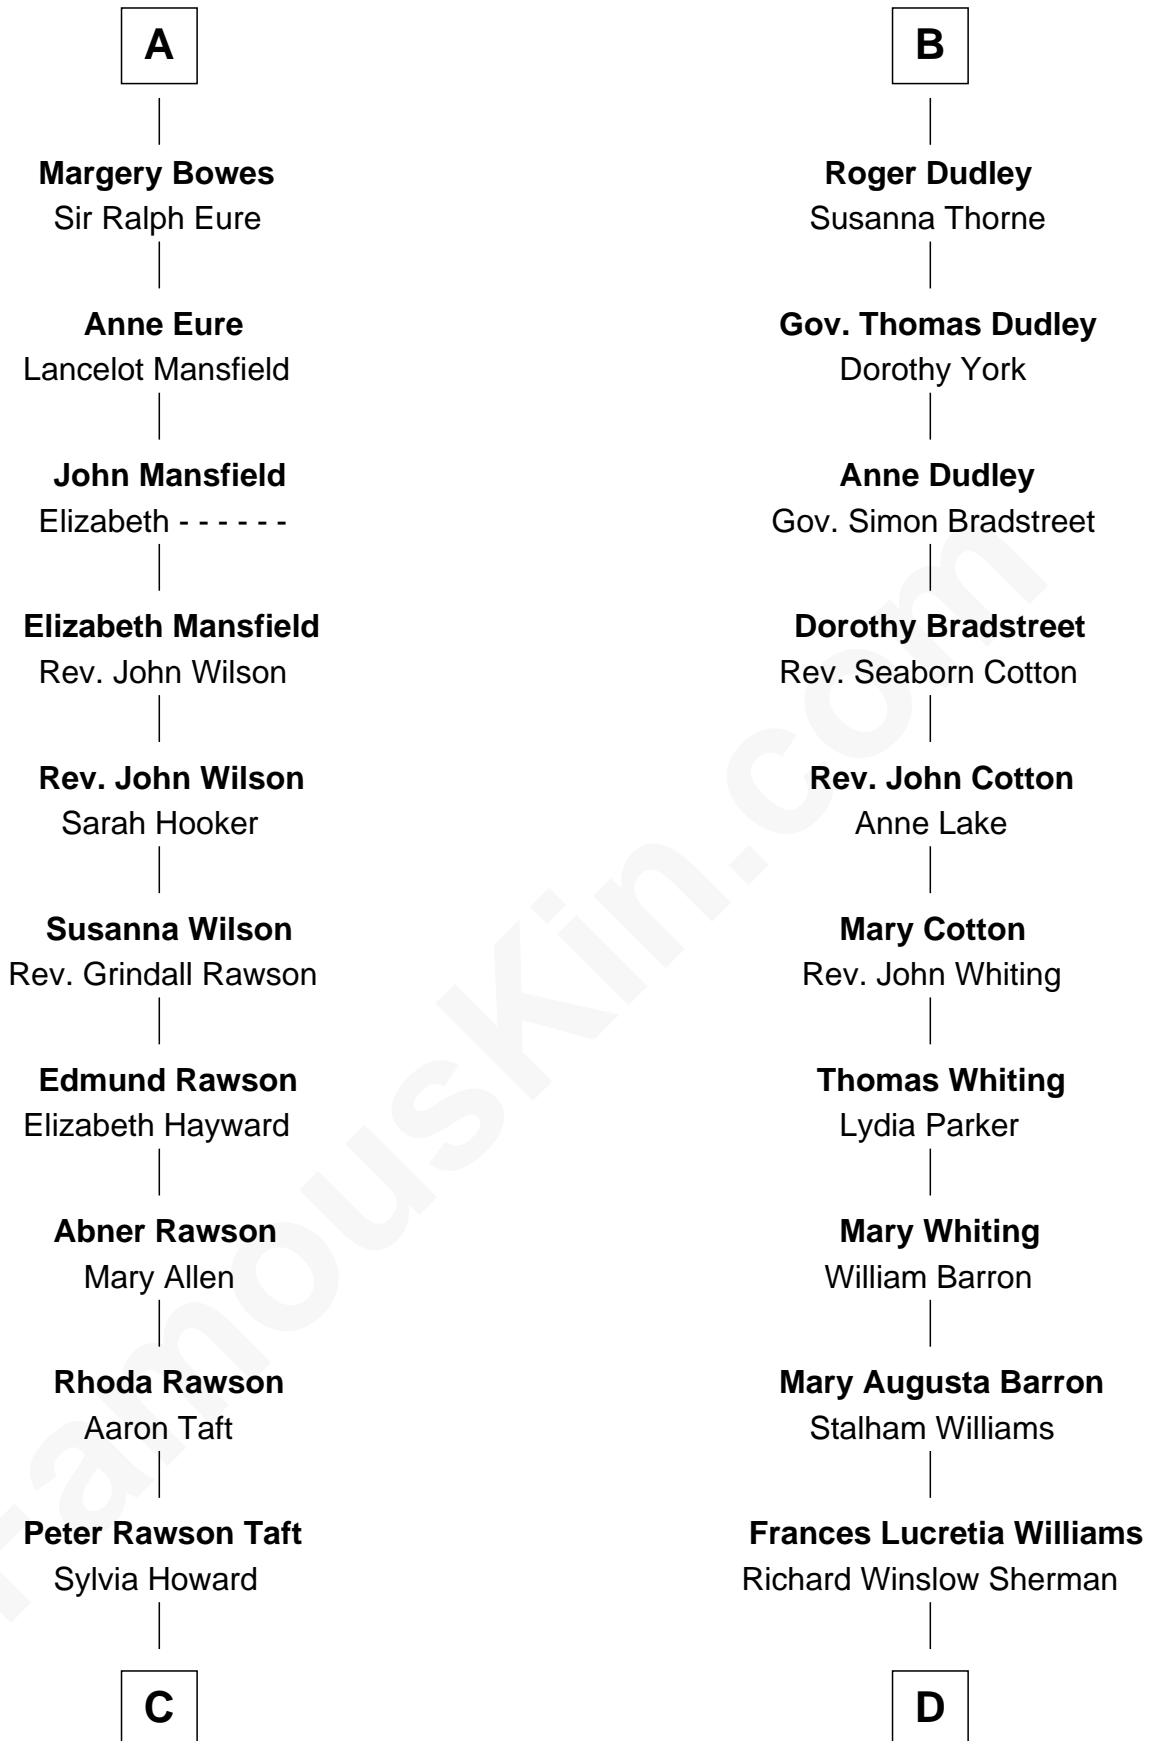 A
Margery Bowes
Sir Ralph Eure
Anne Eure
Lancelot Mansfield
John Mansfield
Elizabeth - - - - - -
Elizabeth Mansfield
Rev. John Wilson
Rev. John Wilson
Sarah Hooker
Susanna Wilson
Rev. Grindall Rawson
Edmund Rawson
Elizabeth Hayward
Abner Rawson
Mary Allen
Rhoda Rawson
Aaron Taft
Peter Rawson Taft
Sylvia Howard
C
B
Roger Dudley
Susanna Thorne
Gov. Thomas Dudley
Dorothy York
Anne Dudley
Gov. Simon Bradstreet
Dorothy Bradstreet
Rev. Seaborn Cotton
Rev. John Cotton
Anne Lake
Mary Cotton
Rev. John Whiting
Thomas Whiting
Lydia Parker
Mary Whiting
William Barron
Mary Augusta Barron
Stalham Williams
Frances Lucretia Williams
Richard Winslow Sherman
D
FamousKin.com